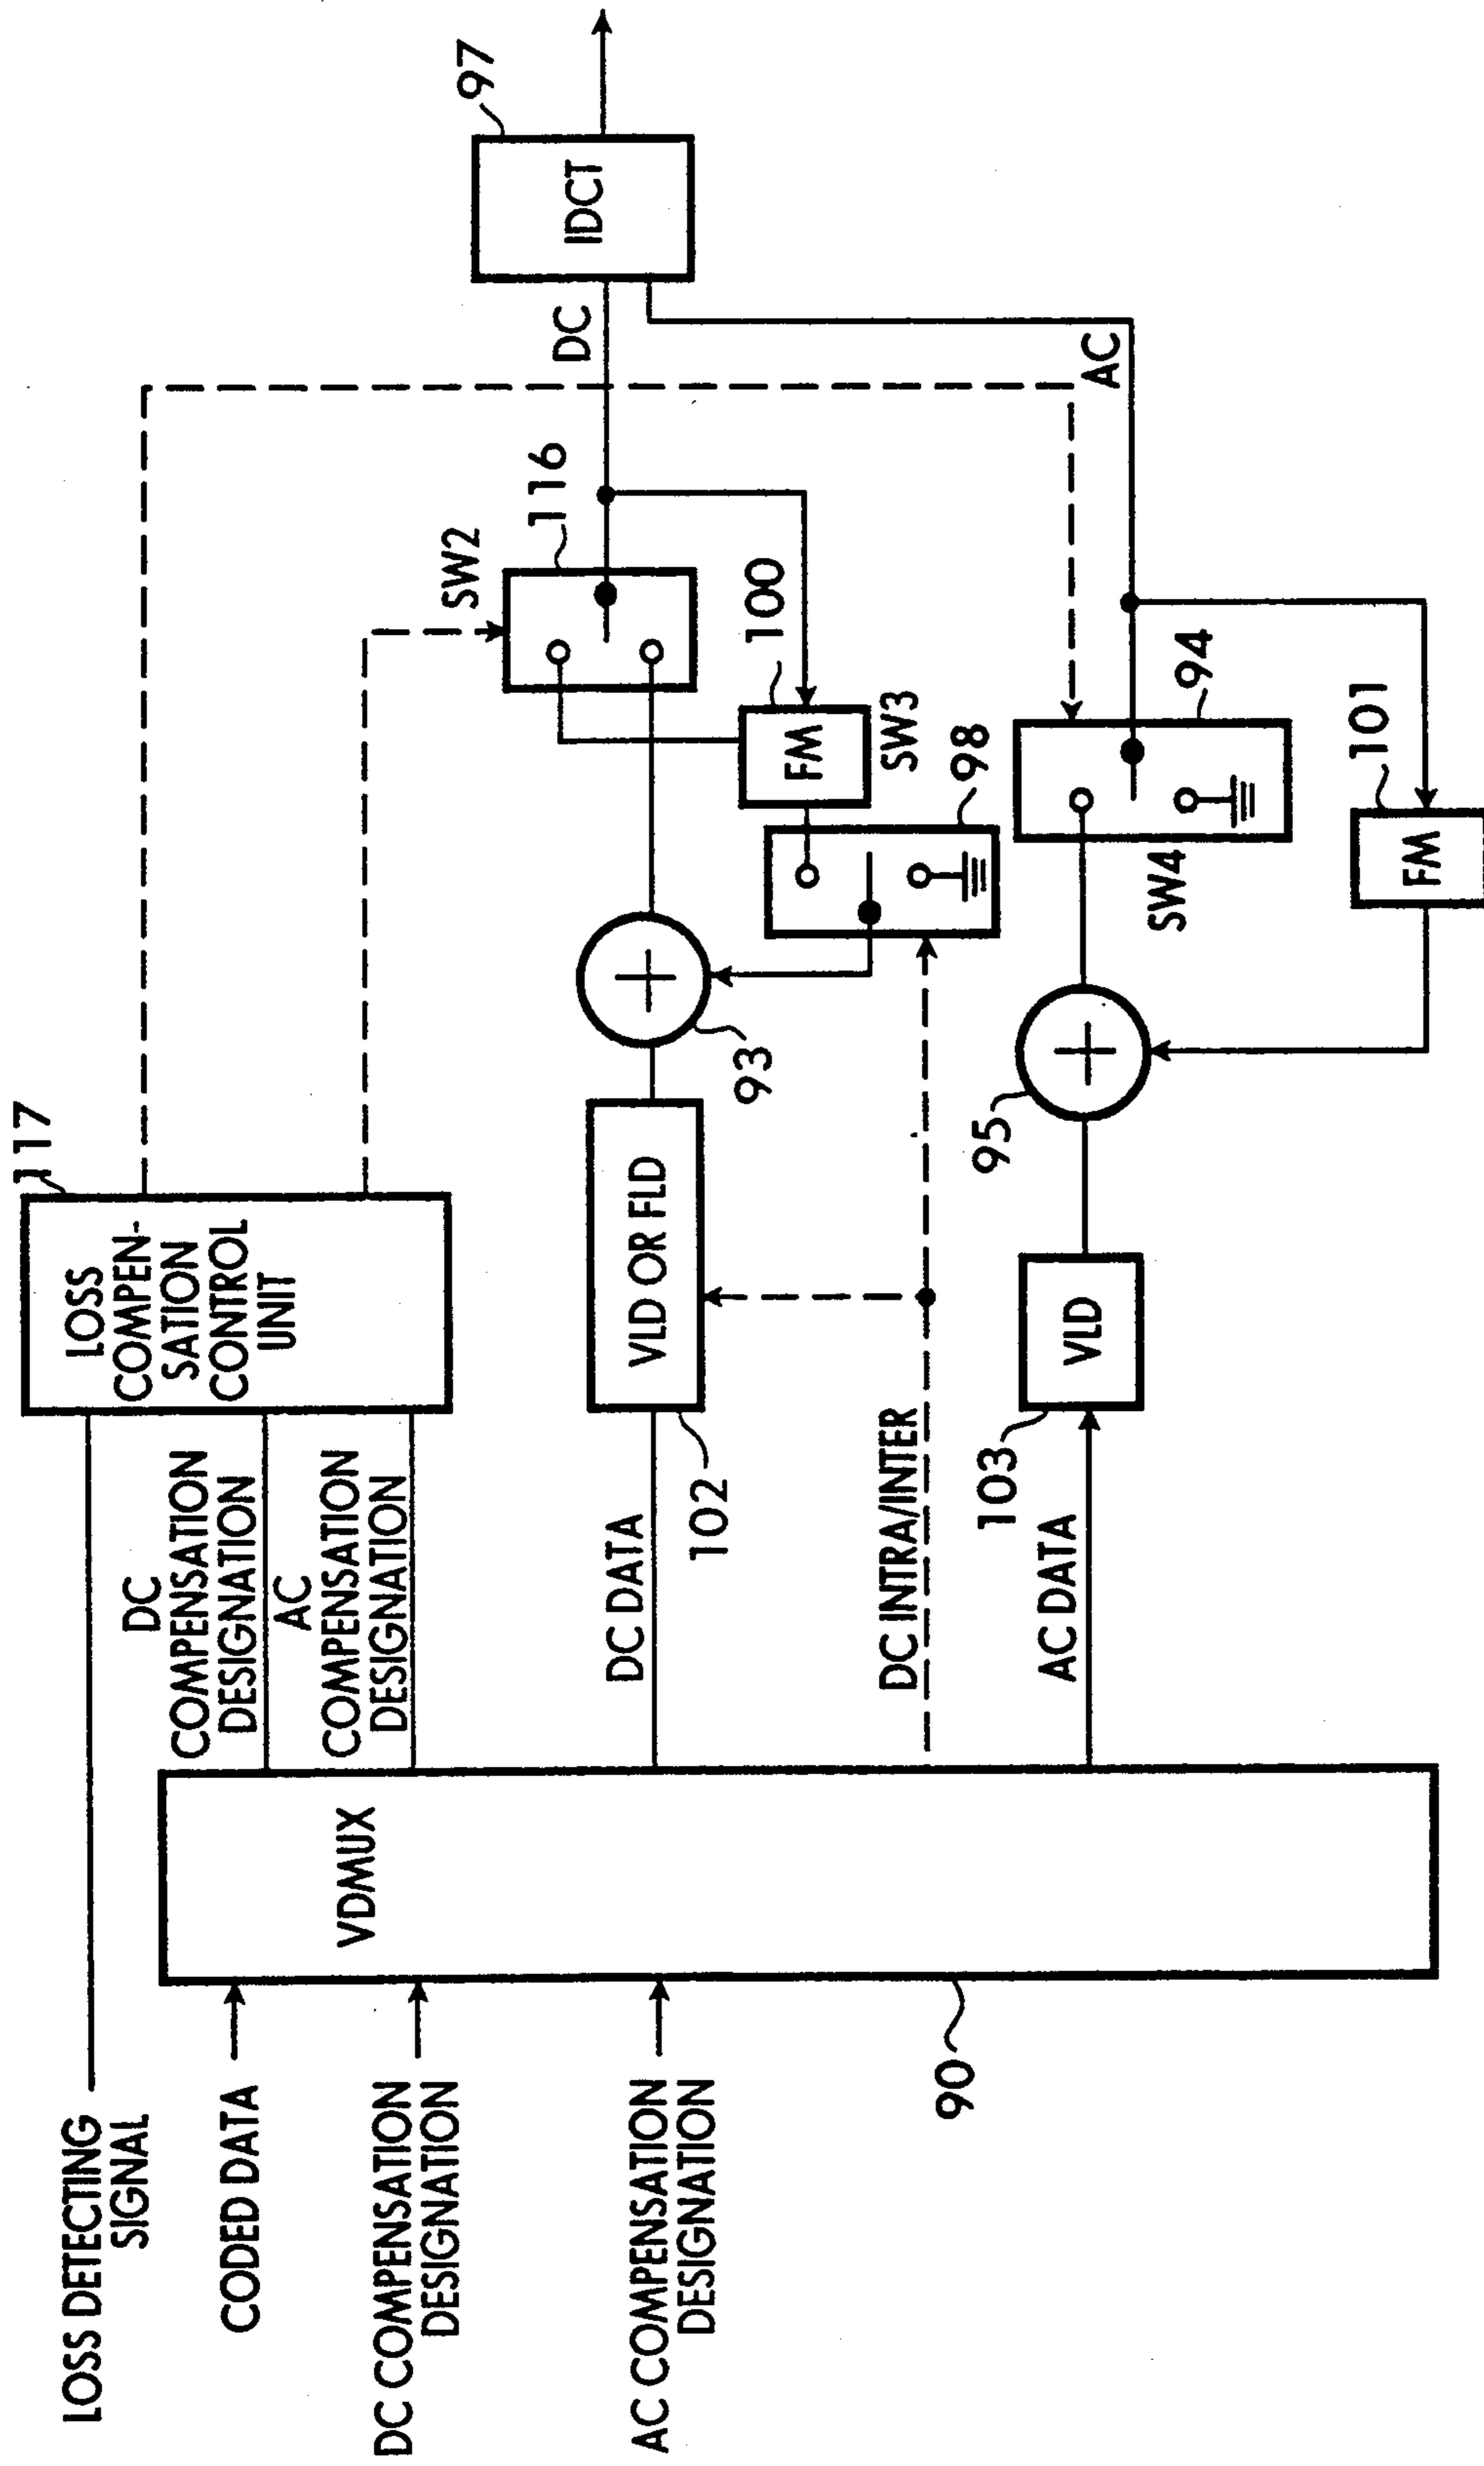 LOSS DETECTING
SIGNAL
CODED DATA
DC COMPENSATION
DESIGNATION
AC COMPENSATION
DESIGNATION
VDMUX
90
DC
COMPENSATION
DESIGNATION
AC
COMPENSATION
DESIGNATION
DC DATA
DC INTRA/INTER
AC DATA
117
LOSS
COMPEN-
SATION
CONTROL
UNIT
VLD OR FLD
102
VLD
103
93
95
SW2
116
FM
100
SW3
98
SW4
94
FM
101
DC
AC
IDCT
97